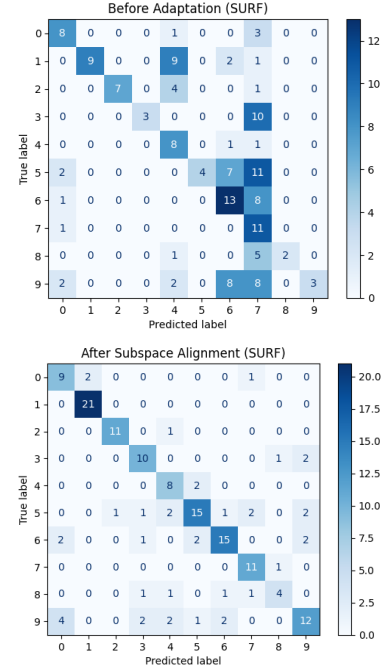 Before Adaptation (SURF)
0 8 0 0 0 1 0 0 3 0 0
1 0 9 0 0 9 0 2 1 0 0
2 0 0 7 0 4 0 0 1 0 0
3 0 0 0 3 0 0 0 10 0 0
4 0 0 0 0 8 0 1 1 0 0
5 2 0 0 0 0 4 7 11 0 0
6 1 0 0 0 0 0 13 8 0 0
7 1 0 0 0 0 0 0 11 0 0
8 0 0 0 0 1 0 0 5 2 0
9 2 0 0 0 2 0 8 8 0 3
0 1 2 3 4 5 6 7 8 9
Predicted label
True label
12
10
8
6
4
2
0
After Subspace Alignment (SURF)
0 9 2 0 0 0 0 0 1 0 0
1 0 21 0 0 0 0 0 0 0 0
2 0 0 11 0 1 0 0 0 0 0
3 0 0 0 10 0 0 0 0 1 2
4 0 0 0 0 8 2 0 0 0 0
5 0 0 1 1 2 15 1 2 0 2
6 2 0 0 1 0 2 15 0 0 2
7 0 0 0 0 0 0 0 11 1 0
8 0 0 0 1 1 0 1 1 4 0
9 4 0 0 2 2 1 2 0 0 12
0 1 2 3 4 5 6 7 8 9
Predicted label
True label
20.0
17.5
15.0
12.5
10.0
7.5
5.0
2.5
0.0